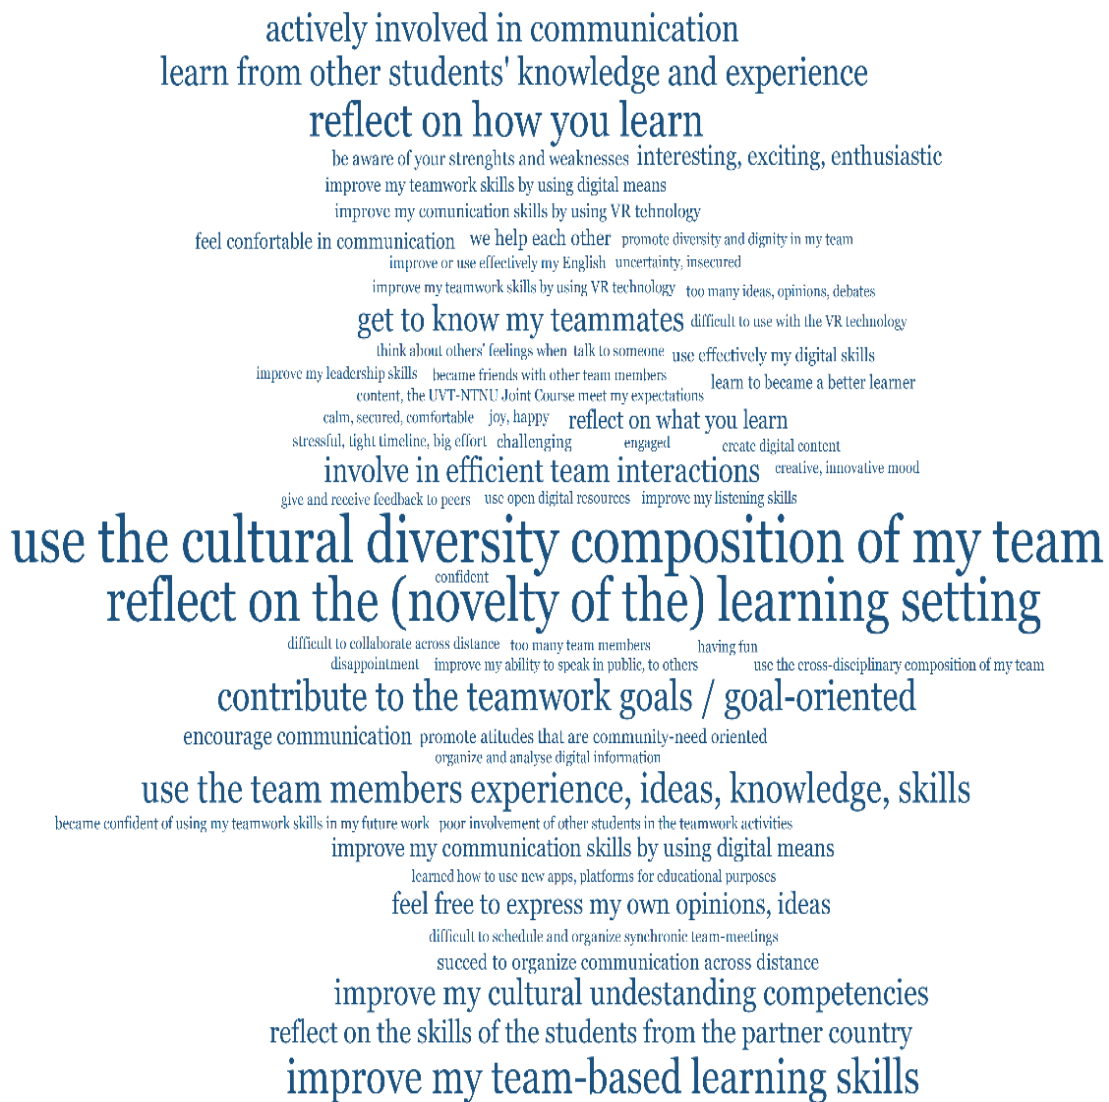 actively involved in communication
learn from other students' knowledge and experience
reflect on how you learn
be aware of your strenghts and weaknesses interesting, exciting, enthusiastic
improve my teamwork skills by using digital means
improve my comunication skills by using VR tehnology
feel confortable in communication we help each other promote diversity and dignity in my team
improve or use effectively my English uncertainty, insecured
improve my teamwork skills by using VR technology too many ideas, opinions, debates
get to know my teammates difficult to use with the VR technology
think about others' feelings when talk to someone use effectively my digital skills
improve my leadership skills became friends with other team members learn to became a better learner
content, the UVT-NTNU Joint Course meet my expectations
calm, secured, comfortable joy, happy reflect on what you learn
stressful, tight timeline, big effort challenging engaged create digital content
involve in efficient team interactions creative, innovative mood
give and receive feedback to peers use open digital resources improve my listening skills
use the cultural diversity composition of my team
confident
reflect on the (novelty of the) learning setting
difficult to collaborate across distance too many team members having fun
disappointment improve my ability to speak in public, to others use the cross-disciplinary composition of my team
contribute to the teamwork goals / goal-oriented
encourage communication promote atitudes that are community-need oriented
organize and analyse digital information
use the team members experience, ideas, knowledge, skills
became confident of using my teamwork skills in my future work poor involvement of other students in the teamwork activities
improve my communication skills by using digital means
learned how to use new apps, platforms for educational purposes
feel free to express my own opinions, ideas
difficult to schedule and organize synchronic team-meetings
succed to organize communication across distance
improve my cultural undestanding competencies
reflect on the skills of the students from the partner country
improve my team-based learning skills